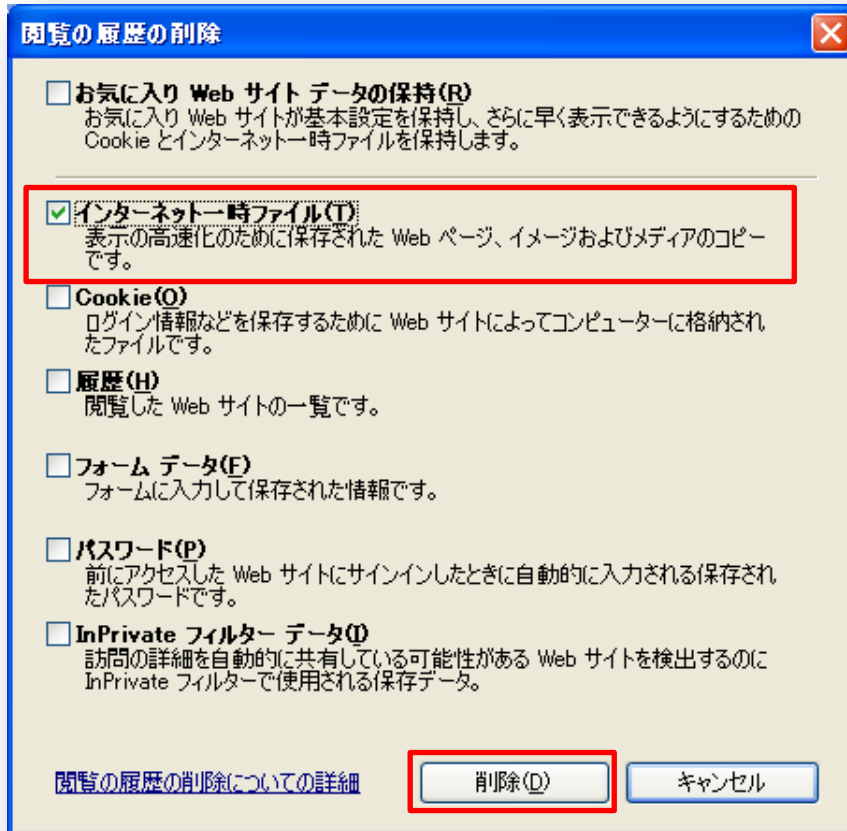 閲覧の履歴の削除
お気に入り Web サイト データの保持(R)
お気に入り Web サイトが基本設定を保持し、さらに早く表示できるようにするための
Cookie とインターネット一時ファイルを保持します。
インターネット一時ファイル(T)
表示の高速化のために保存された Web ページ、イメージおよびメディアのコピー
です。
Cookie(O)
ログイン情報などを保存するために Web サイトによってコンピューターに格納され
たファイルです。
履歴(H)
閲覧した Web サイトの一覧です。
フォーム データ(F)
フォームに入力して保存された情報です。
パスワード(P)
前にアクセスした Web サイトにサインインしたときに自動的に入力される保存され
たパスワードです。
InPrivate フィルター データ(I)
訪問の詳細を自動的に共有している可能性がある Web サイトを検出するのに
InPrivate フィルターで使用される保存データ。
閲覧の履歴の削除についての詳細
削除(D)
キャンセル